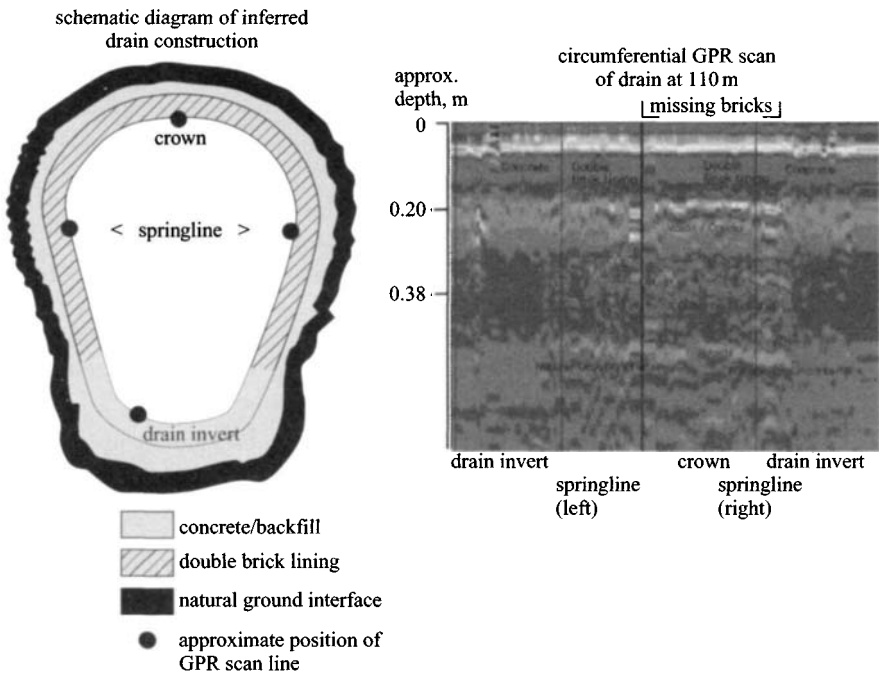 schematic diagram of inferred
drain construction
crown
< springline >
drain invert
concrete/backfill
double brick lining
natural ground interface
approximate position of
GPR scan line
circumferential GPR scan
of drain at 110 m
approx.
depth, m
missing bricks
0
0.20
0.38
drain invert
crown
drain invert
springline
(left)
springline
(right)